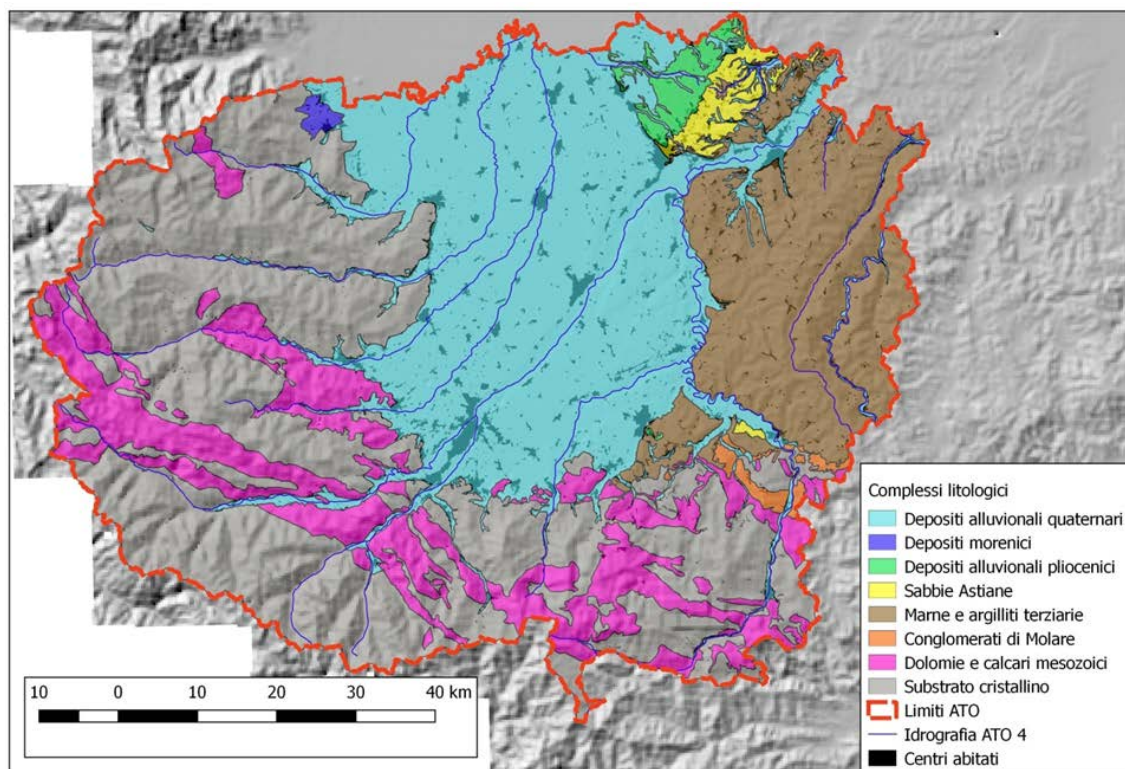 Complessi litologici
Depositi alluvionali quaternari
Depositi morenici
Depositi alluvionali pliocenici
Sabbie Astiane
Marne e argilliti terziarie
Conglomerati di Molare
Dolomie e calcari mesozoici
Substrato cristallino
Limiti ATO
Idrografia ATO 4
Centri abitati
10 0 10 20 30 40 km